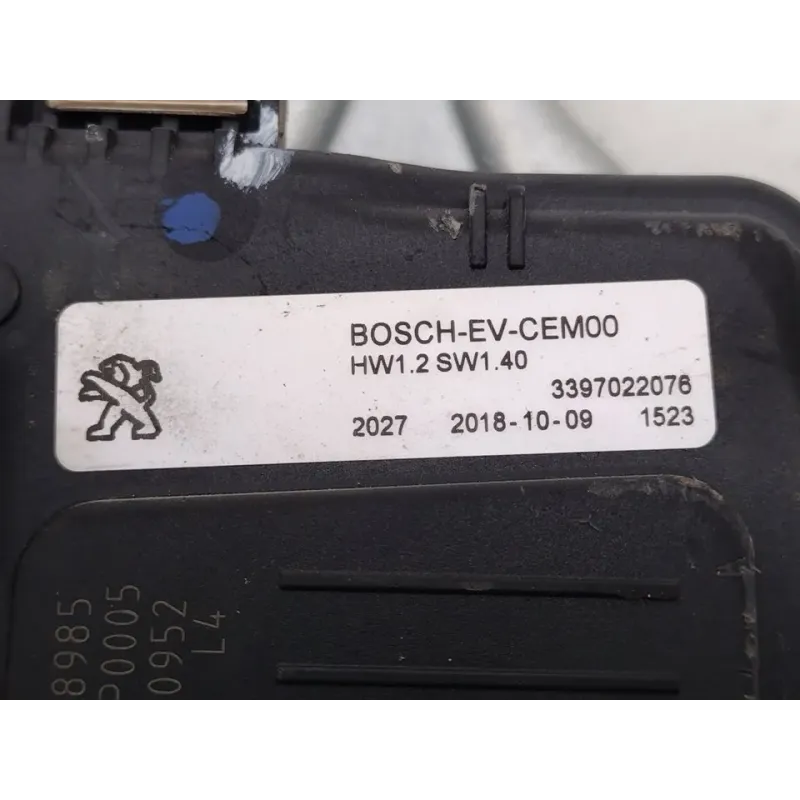 BOSCH-EV-CEM00
HW1.2 SW1.40
3397022076
2027 2018-10-09 1523
8985
P0005
0952
L4